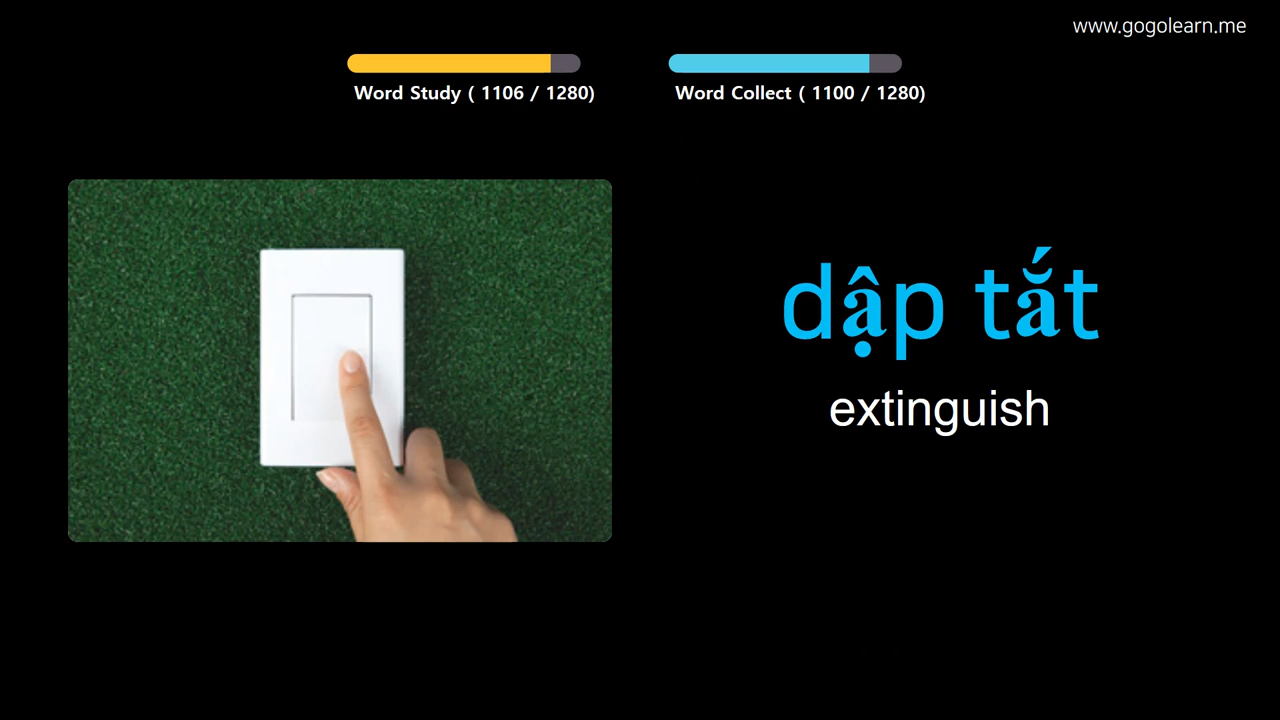 www.gogolearn.me
Word Study ( 1106 / 1280)
Word Collect ( 1100 / 1280)
dập tắt
extinguish